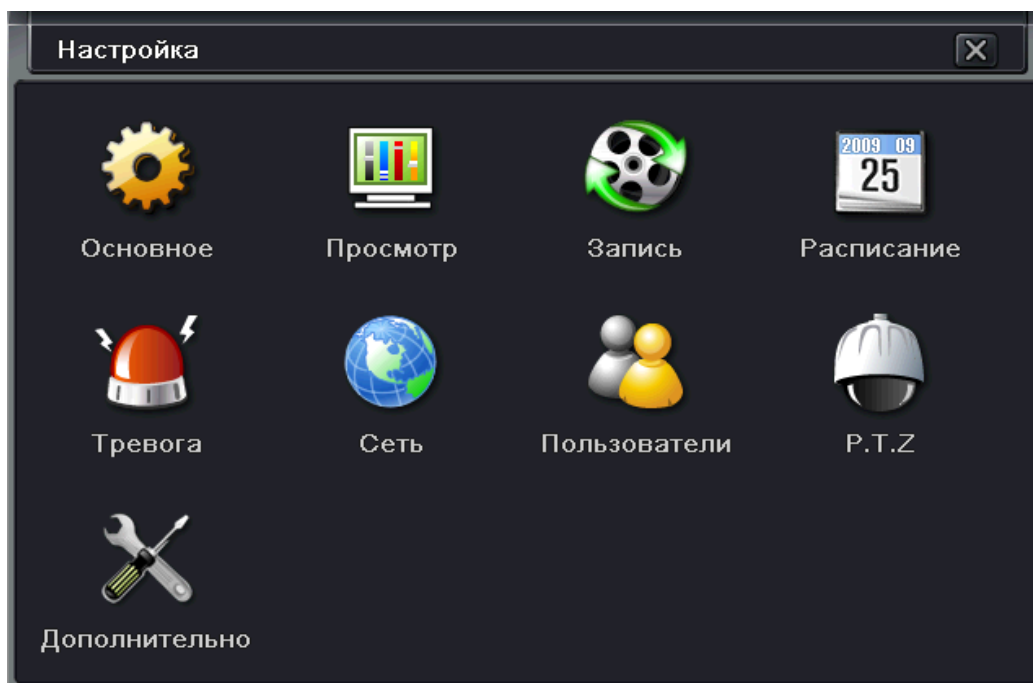 Настройка
2009 09
25
Основное Просмотр Запись Расписание
Тревога Сеть Пользователи P.T.Z
Дополнительно